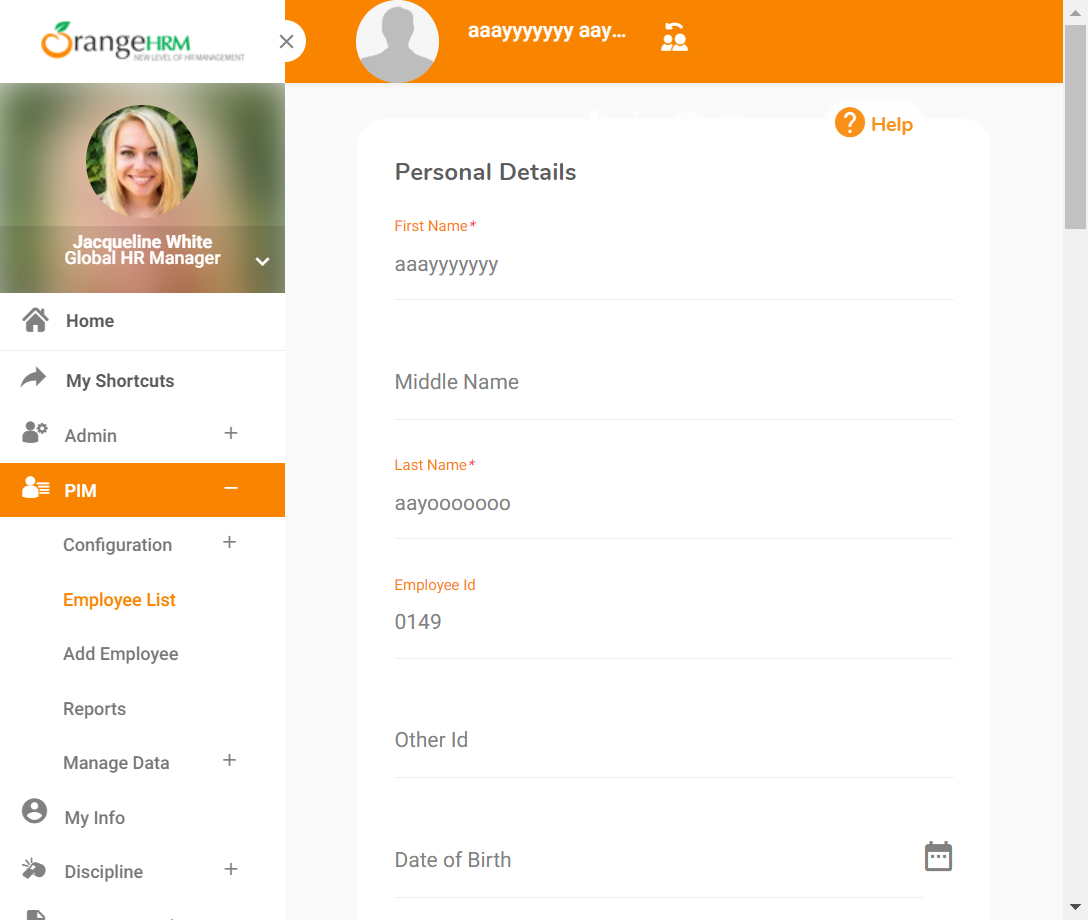 OrangeHRM
NEW LEVEL OF HR MANAGEMENT
aaayyyyyyy aay...
Jacqueline White
Global HR Manager
Home
My Shortcuts
Admin
PIM
Configuration
Employee List
Add Employee
Reports
Manage Data
My Info
Discipline
Help
Personal Details
First Name*
aaayyyyyyy
Middle Name
Last Name*
aayooooooo
Employee Id
0149
Other Id
Date of Birth